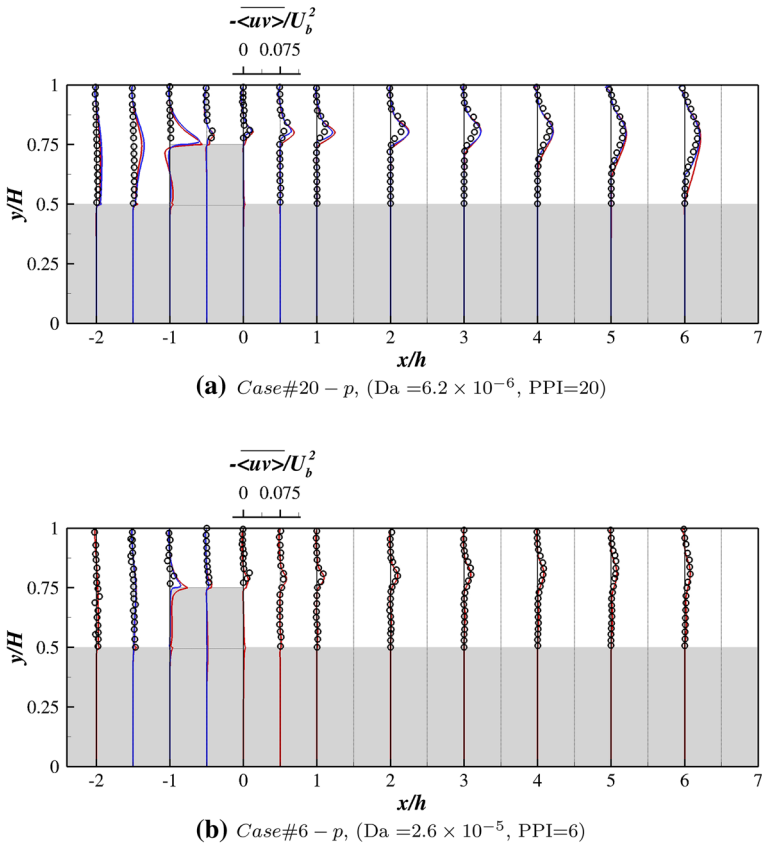 -<uv>/U_b^2
0 0.075
1
0.75
0.5
0.25
0
y/H
-2 -1 0 1 2 3 4 5 6 7
x/h
(a) Case#20 − p, (Da =6.2 × 10^−6, PPI=20)
-<uv>/U_b^2
0 0.075
1
0.75
0.5
0.25
0
y/H
-2 -1 0 1 2 3 4 5 6 7
x/h
(b) Case#6 − p, (Da =2.6 × 10^−5, PPI=6)